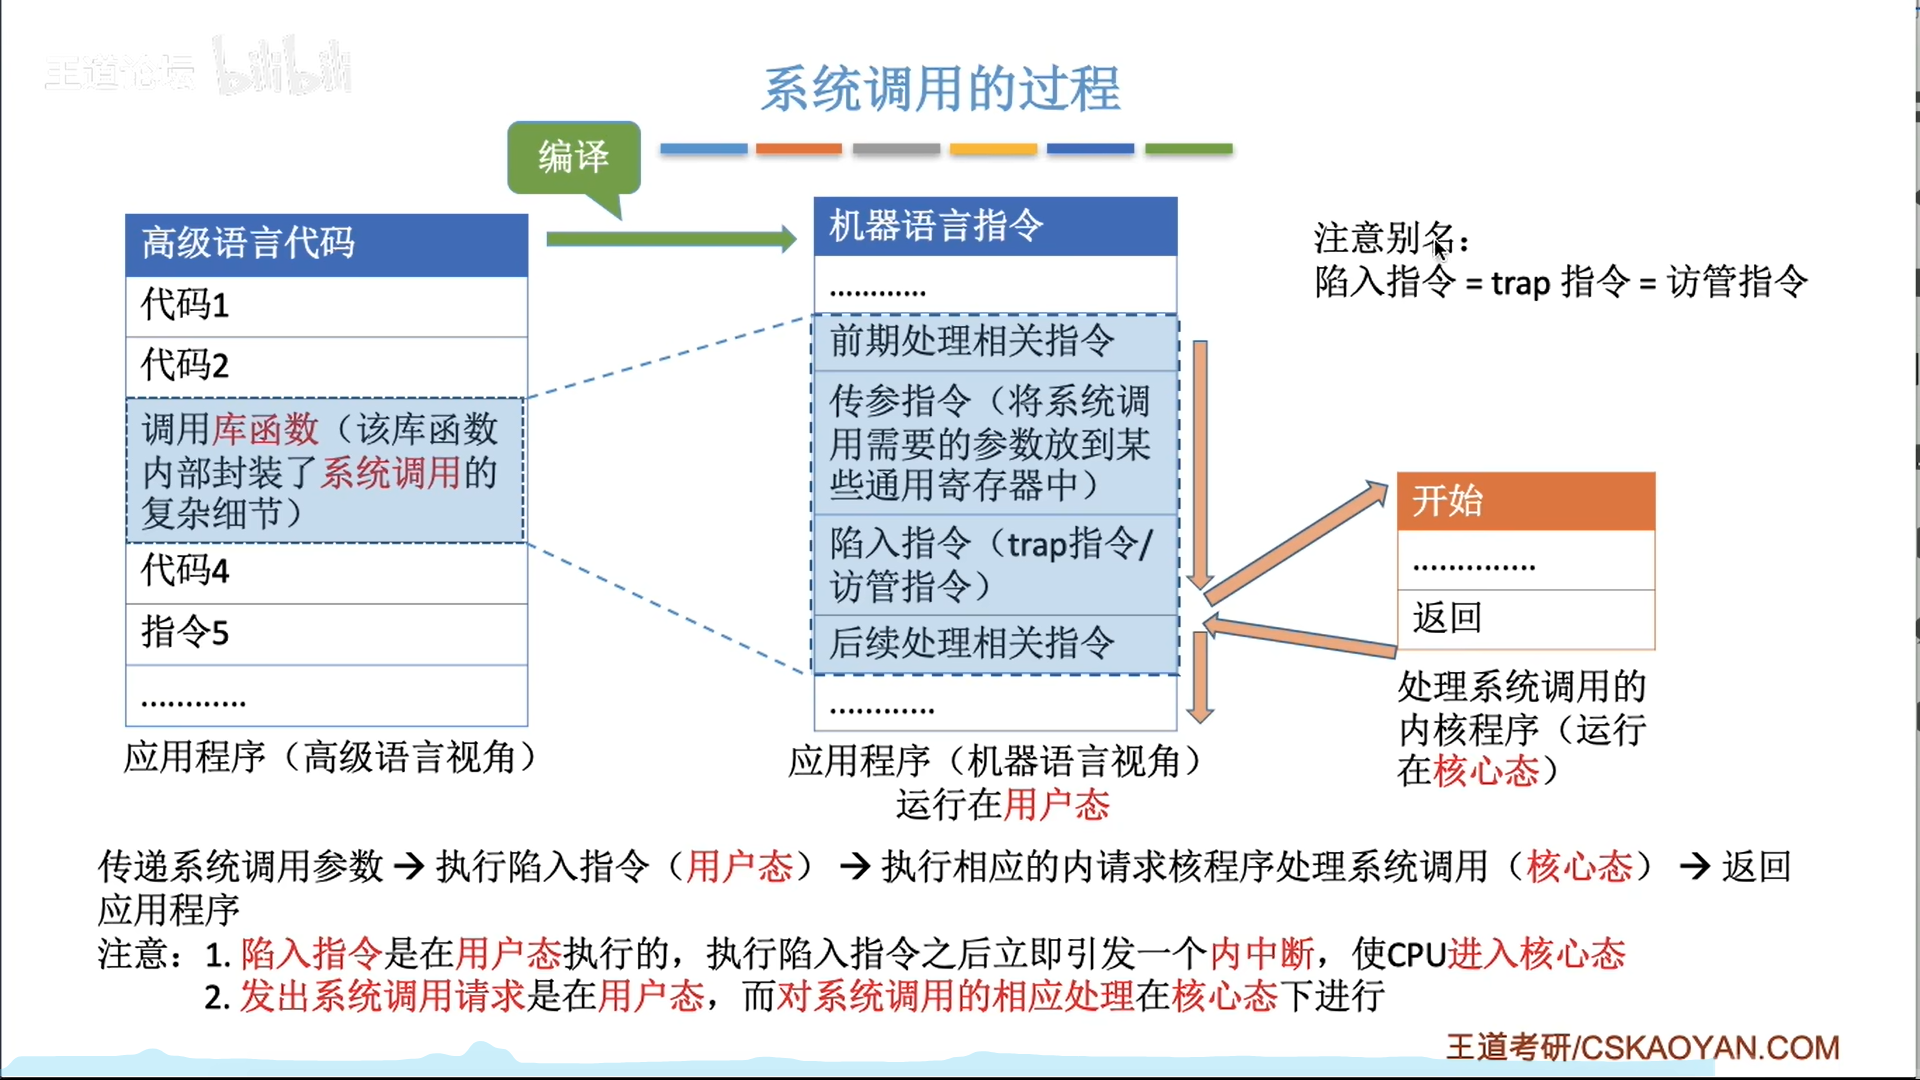 王道论坛 bilibili
系统调用的过程
编译
高级语言代码
代码1
代码2
调用库函数（该库函数
内部封装了系统调用的
复杂细节）
代码4
指令5
…………
应用程序（高级语言视角）
机器语言指令
…………
前期处理相关指令
传参指令（将系统调
用需要的参数放到某
些通用寄存器中）
陷入指令（trap指令/
访管指令）
后续处理相关指令
…………
应用程序（机器语言视角）
运行在用户态
注意别名：
陷入指令 = trap 指令 = 访管指令
开始
…………..
返回
处理系统调用的
内核程序（运行
在核心态）
传递系统调用参数 → 执行陷入指令（用户态） → 执行相应的内请求核程序处理系统调用（核心态） → 返回
应用程序
注意：1. 陷入指令是在用户态执行的，执行陷入指令之后立即引发一个内中断，使CPU进入核心态
2. 发出系统调用请求是在用户态，而对系统调用的相应处理在核心态下进行
王道考研/CSKAOYAN.COM